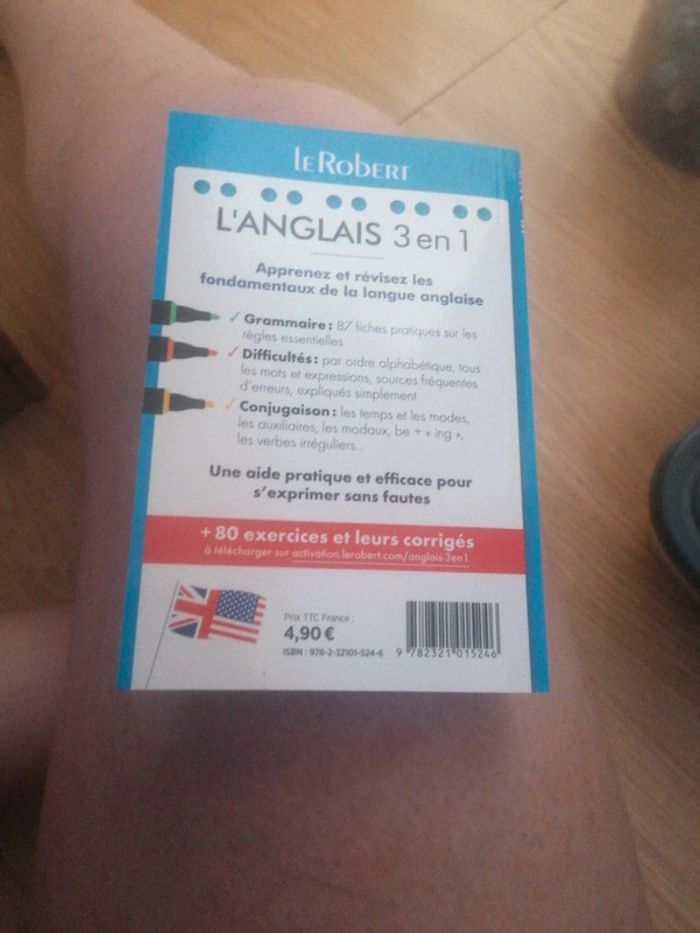 LE ROBERT
L'ANGLAIS 3 en 1
Apprenez et révisez les
fondamentaux de la langue anglaise
✓ Grammaire : 87 fiches pratiques sur les
règles essentielles
✓ Difficultés : par ordre alphabétique, tous
les mots et expressions, sources fréquentes
d'erreurs, expliqués simplement
✓ Conjugaison : les temps et les modes,
les auxiliaires, les modaux, be + « ing »,
les verbes irréguliers...
Une aide pratique et efficace pour
s'exprimer sans fautes
+ 80 exercices et leurs corrigés
à télécharger sur activation.lerobert.com/anglais-3en1
Prix TTC France :
4,90 €
ISBN : 978-2-32101-524-6
9 782321 015246